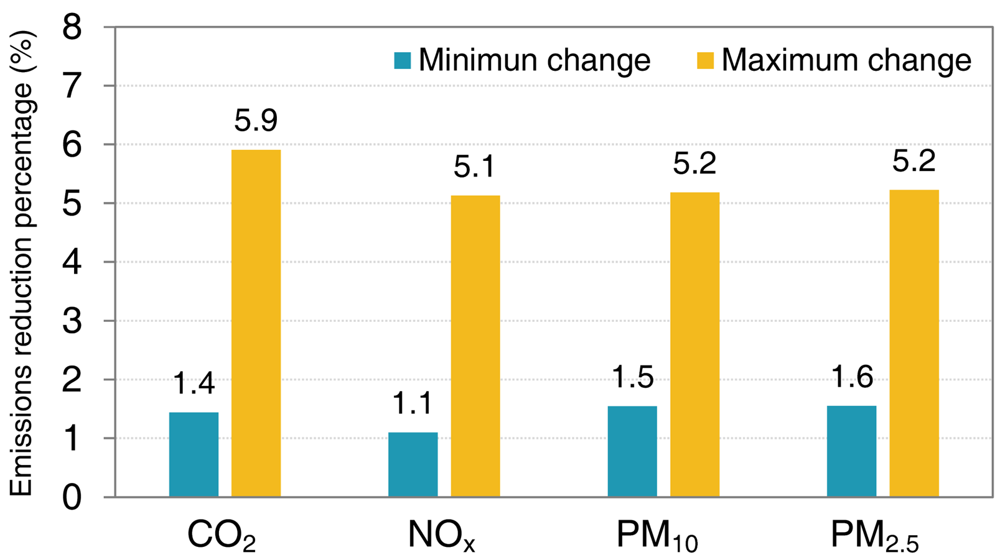 Emissions reduction percentage (%)
8
7
6
5
4
3
2
1
0
Minimun change
Maximum change
1.4
5.9
1.1
5.1
1.5
5.2
1.6
5.2
CO₂
NOₓ
PM₁₀
PM₂.₅